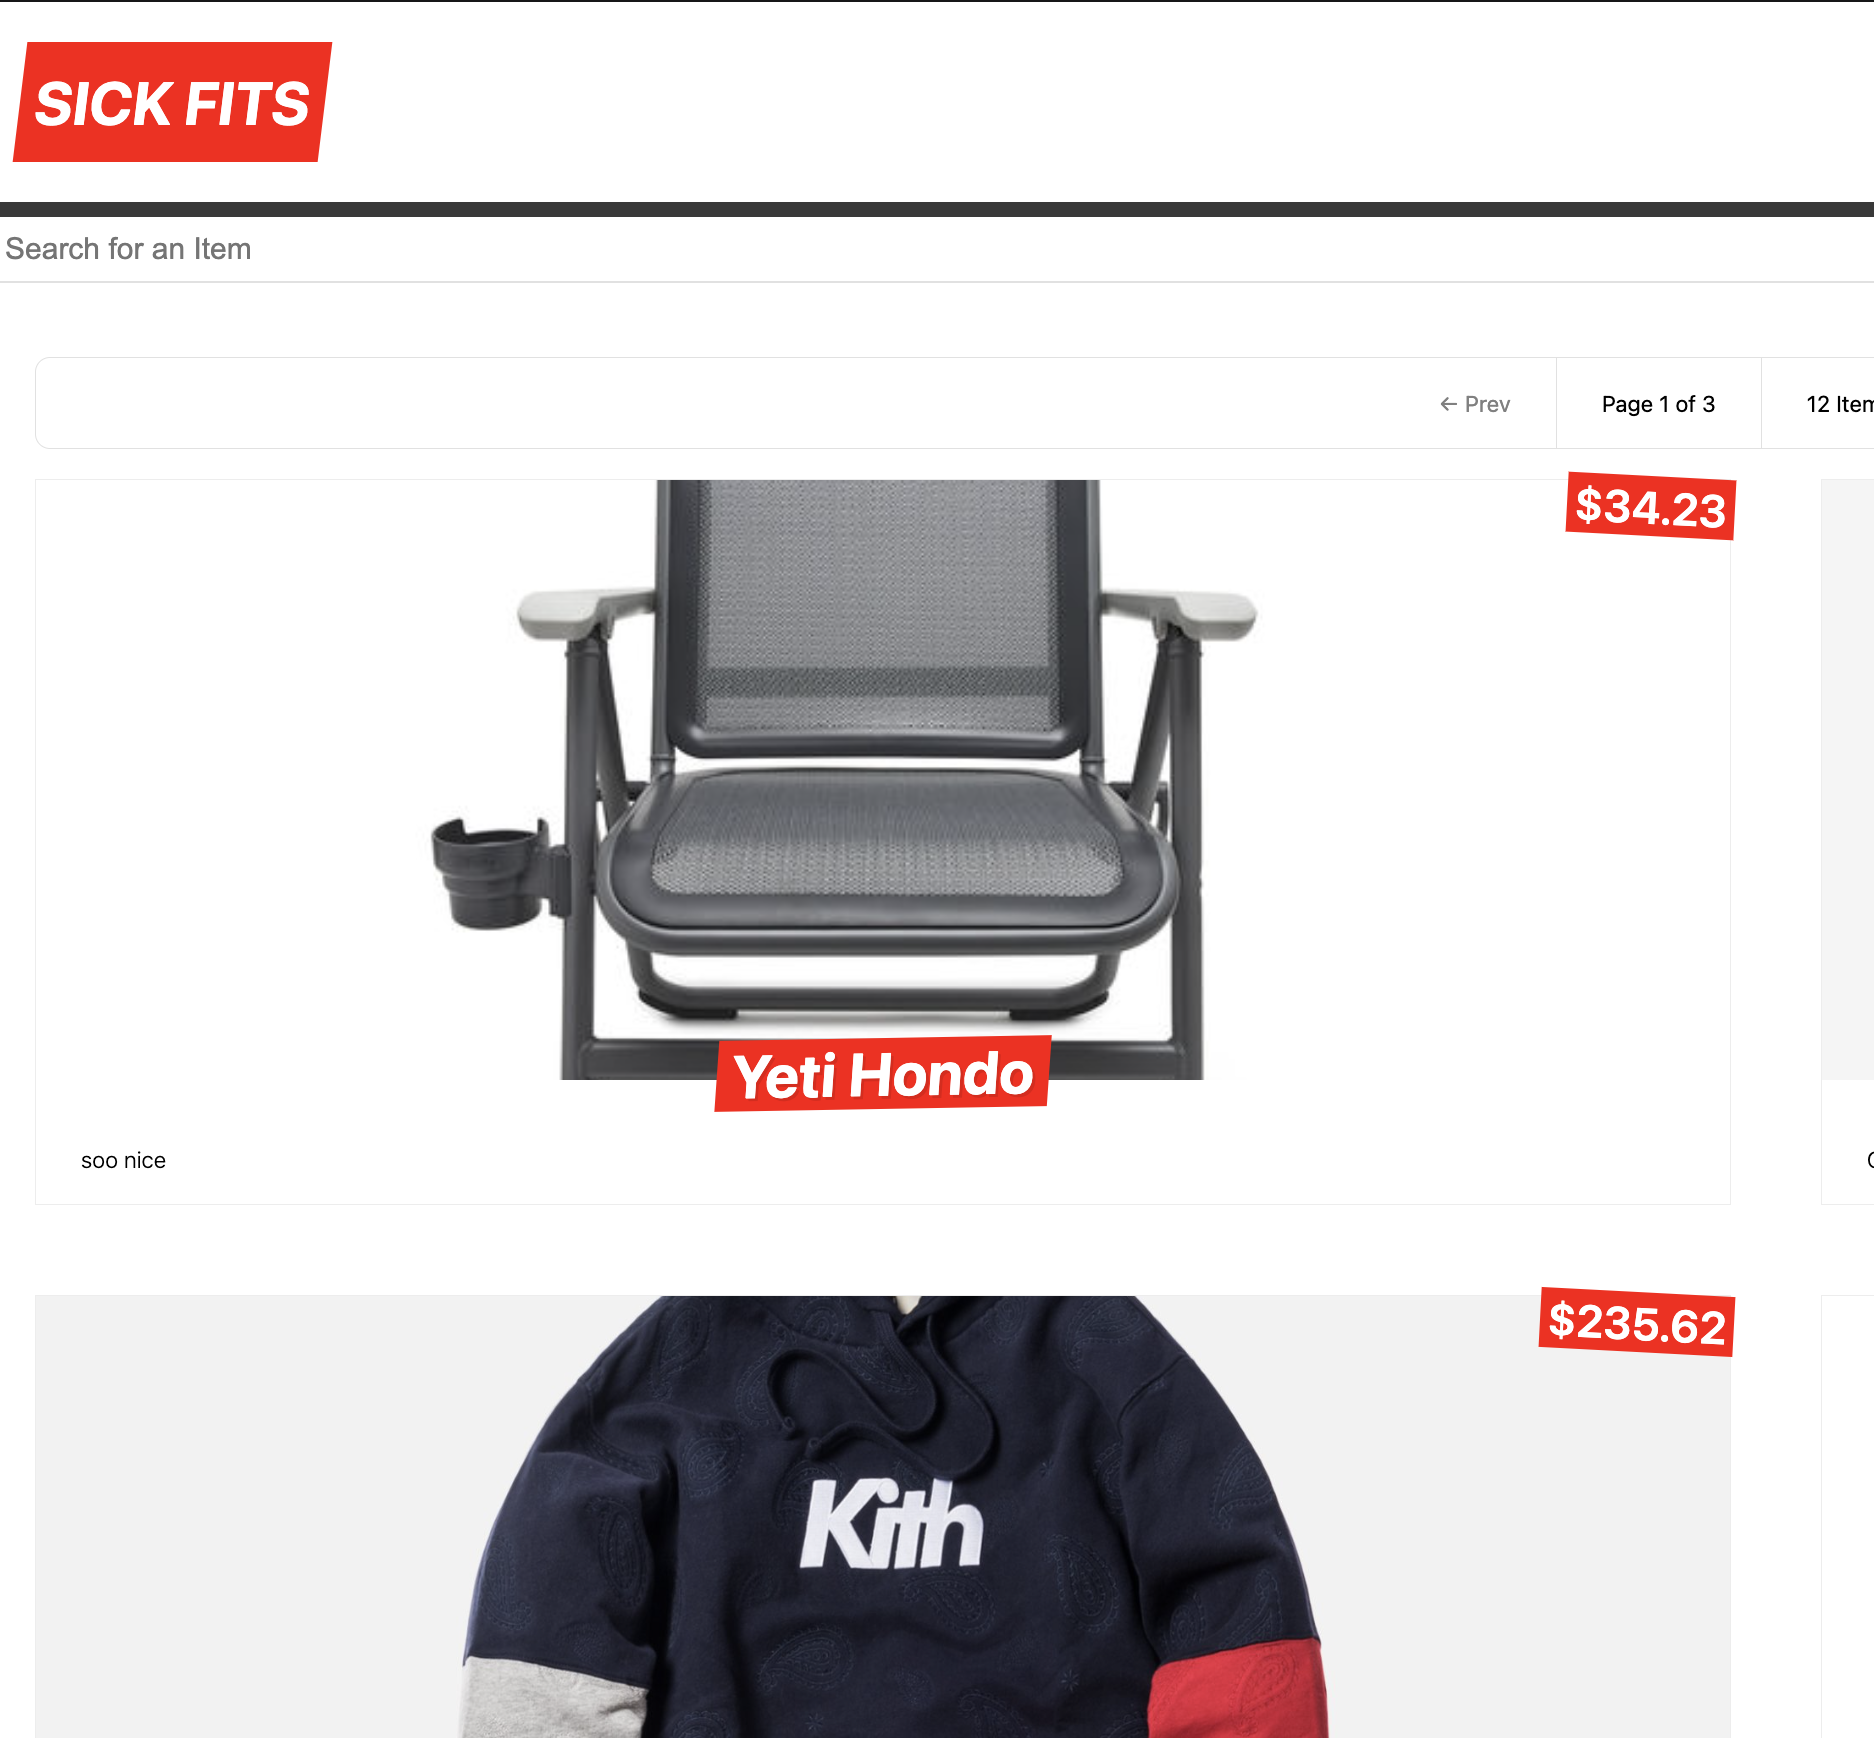 SICK FITS
Search for an Item
← Prev
Page 1 of 3
12 Item
$34.23
Yeti Hondo
soo nice
$235.62
Kith